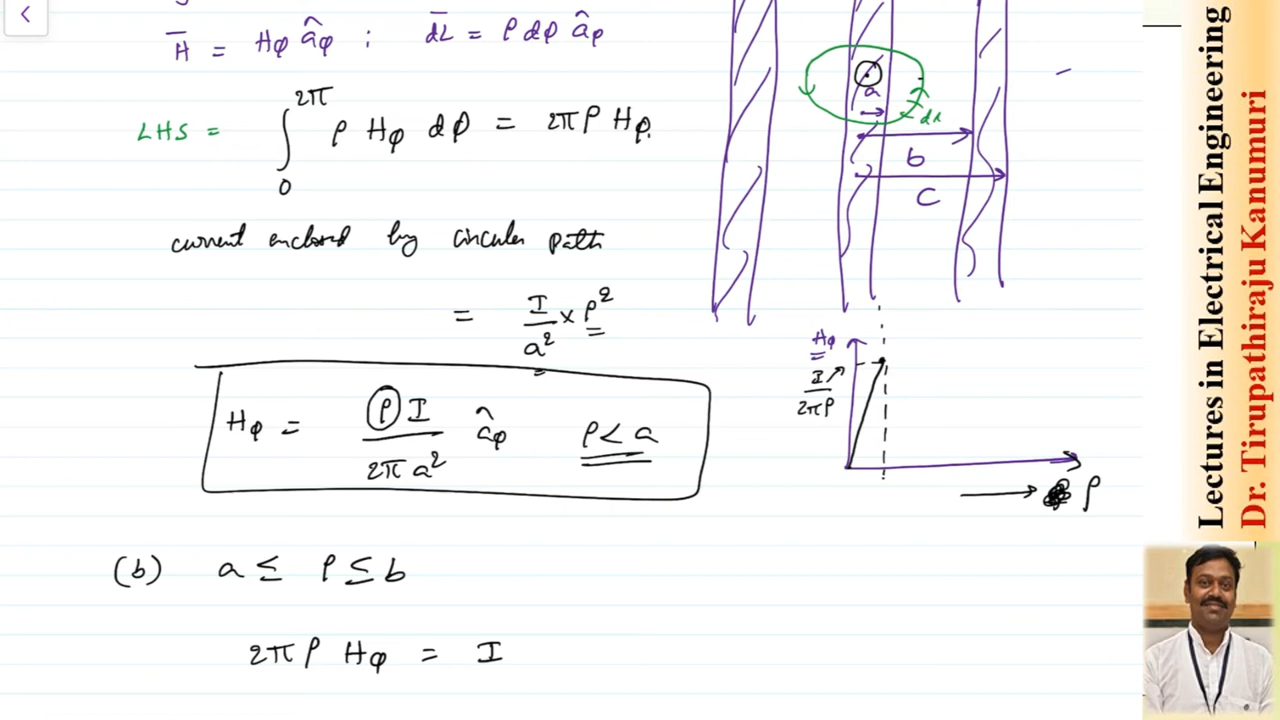 H̄ = Hφ âφ ; d̄L = ρ dφ âφ
LHS = ∫₀^2π ρ Hφ dφ = 2πρ Hφ.
current enclosed by circular path
= I/a² × ρ²
Hφ = ρI/2πa² âφ ρ < a
(b) a ≤ ρ ≤ b
2πρ Hφ = I
a
dL
b
c
Hφ
I/2πρ
ρ
Lectures in Electrical Engineering
Dr. Tirupathiraju Kanumuri